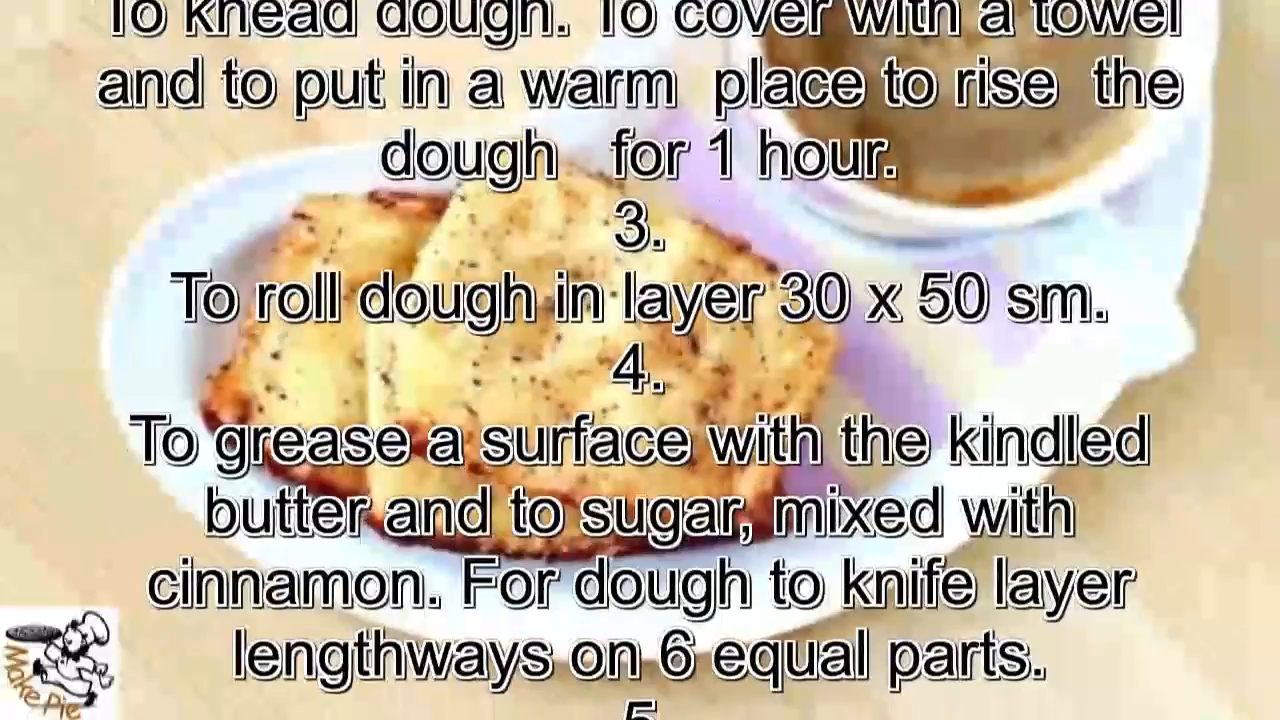 To knead dough. To cover with a towel
and to put in a warm place to rise the
dough for 1 hour.
3.
To roll dough in layer 30 x 50 sm.
4.
To grease a surface with the kindled
butter and to sugar, mixed with
cinnamon. For dough to knife layer
lengthways on 6 equal parts.
5
Make Pie